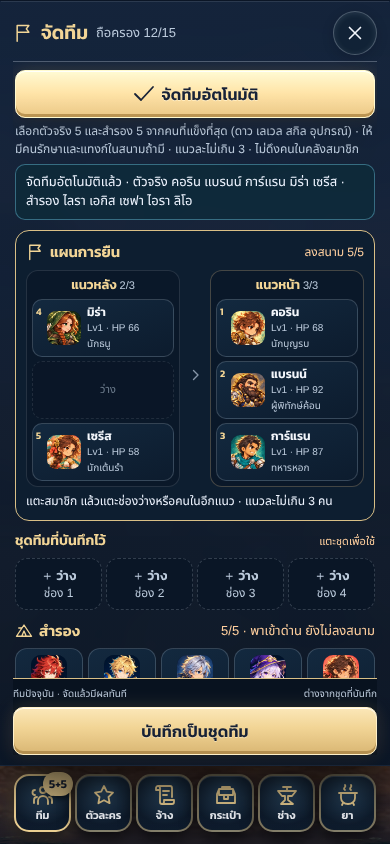 จัดทีม ถือครอง 12/15
จัดทีมอัตโนมัติ
เลือกตัวจริง 5 และสำรอง 5 จากคนที่แข็งที่สุด (ดาว เลเวล สกิล อุปกรณ์) · ให้
มีคนรักษาและแทงก์ในสนามถ้ามี · แนวละไม่เกิน 3 · ไม่ดึงคนในคลังสมาชิก
จัดทีมอัตโนมัติแล้ว · ตัวจริง คอริน แบรนน์ การ์แรน มิร่า เซรีส ·
สำรอง ไลรา เอกิส เซฟา ไอรา ลิโอ
แผนการยืน ลงสนาม 5/5
แนวหลัง 2/3
4 มิร่า
Lv1 · HP 66
นักธนู
ว่าง
5 เซรีส
Lv1 · HP 58
นักเต้นรำ
แนวหน้า 3/3
1 คอริน
Lv1 · HP 68
นักบุญรบ
2 แบรนน์
Lv1 · HP 92
ผู้พิทักษ์ค้อน
3 การ์แรน
Lv1 · HP 87
ทหารหอก
แตะสมาชิก แล้วแตะช่องว่างหรือคนในอีกแนว · แนวละไม่เกิน 3 คน
ชุดทีมที่บันทึกไว้ แตะชุดเพื่อใช้
+ ว่าง
ช่อง 1
+ ว่าง
ช่อง 2
+ ว่าง
ช่อง 3
+ ว่าง
ช่อง 4
สำรอง 5/5 · พาเข้าด่าน ยังไม่ลงสนาม
ทีมปัจจุบัน · จัดแล้วมีผลทันที ต่างจากชุดที่บันทึก
บันทึกเป็นชุดทีม
5+5
ทีม ตัวละคร จ้าง กระเป๋า ช่าง ยา